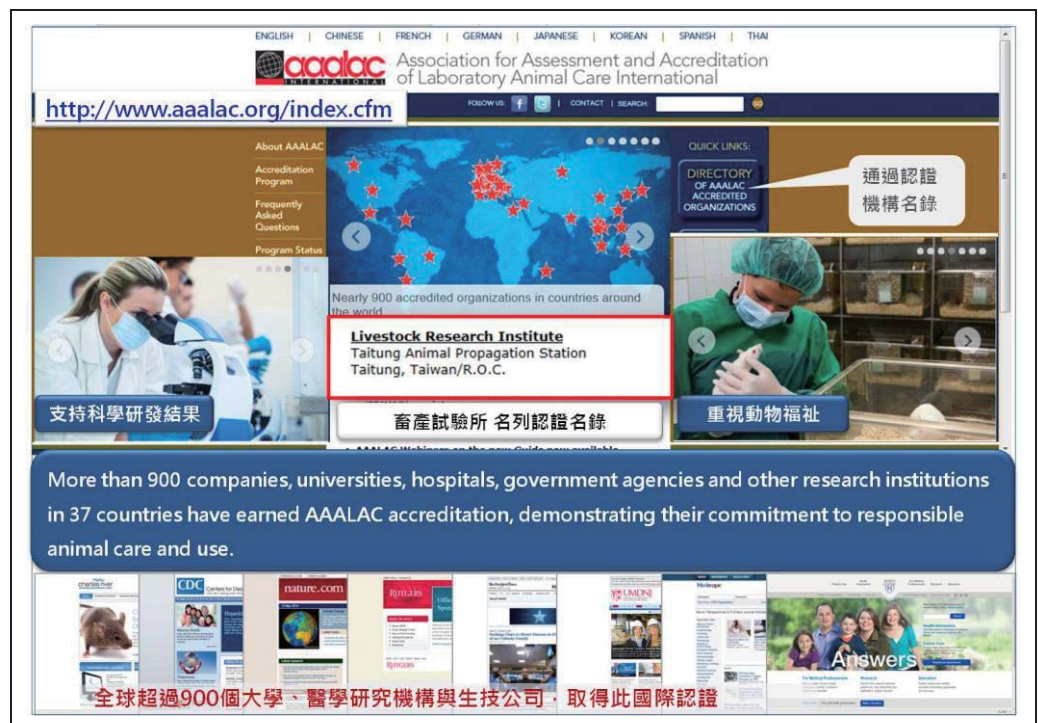 ENGLISH | CHINESE | FRENCH | GERMAN | JAPANESE | KOREAN | SPANISH | THAI
aaalac
INTERNATIONAL
Association for Assessment and Accreditation
of Laboratory Animal Care International
FOLLOW US: | CONTACT | SEARCH: GO
http://www.aaalac.org/index.cfm
About AAALAC
Accreditation
Program
Frequently
Asked
Questions
Program Status
QUICK LINKS:
DIRECTORY
OF AAALAC
ACCREDITED
ORGANIZATIONS
通過認證
機構名錄
Nearly 900 accredited organizations in countries around
the world
Livestock Research Institute
Taitung Animal Propagation Station
Taitung, Taiwan/R.O.C.
支持科學研發結果
畜產試驗所 名列認證名錄
重視動物福祉
More than 900 companies, universities, hospitals, government agencies and other research institutions
in 37 countries have earned AAALAC accreditation, demonstrating their commitment to responsible
animal care and use.
charles river
CDC
nature.com
RUTGERS
UMDNJ
Medscape
Answers
RUTGERS
全球超過900個大學、醫學研究機構與生技公司，取得此國際認證